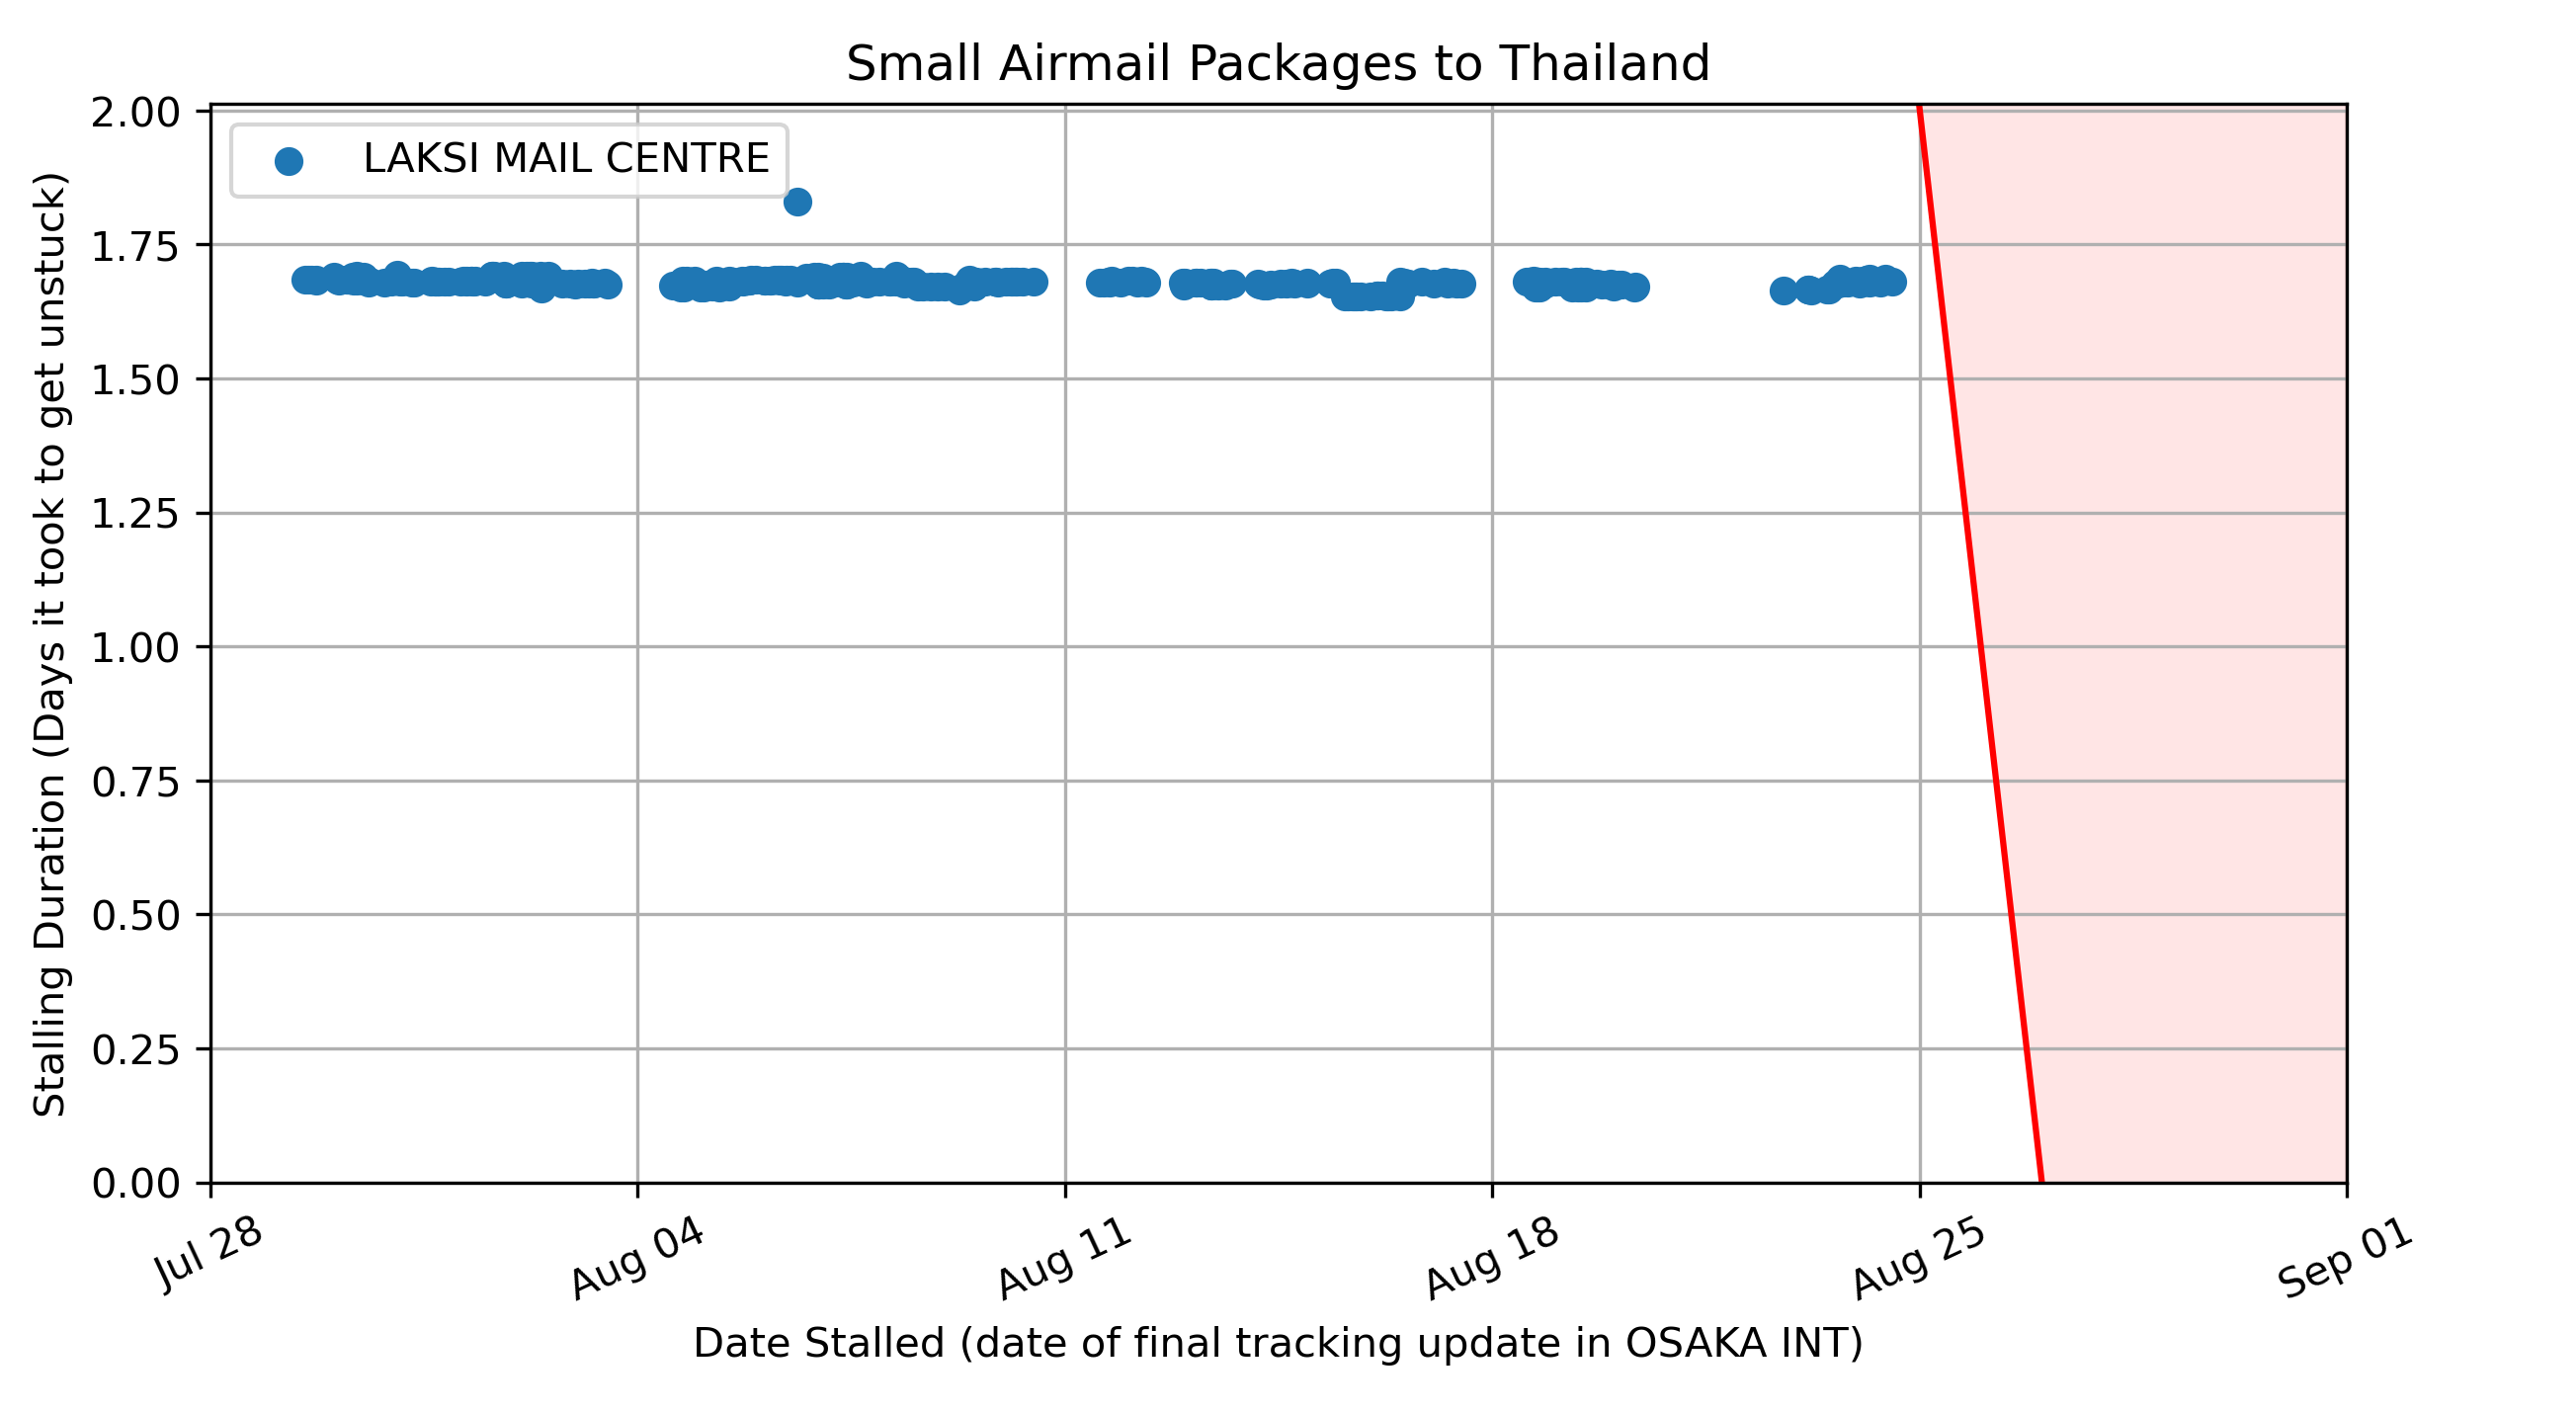 Small Airmail Packages to Thailand
LAKSI MAIL CENTRE
Stalling Duration (Days it took to get unstuck)
2.00
1.75
1.50
1.25
1.00
0.75
0.50
0.25
0.00
Jul 28
Aug 04
Aug 11
Aug 18
Aug 25
Sep 01
Date Stalled (date of final tracking update in OSAKA INT)